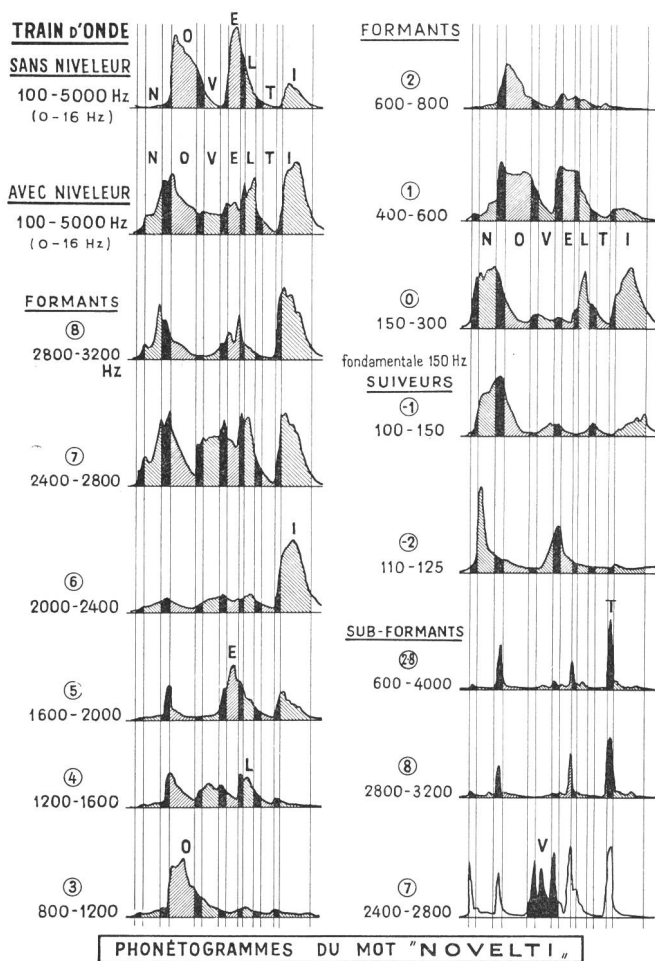 TRAIN D'ONDE
SANS NIVELEUR
100-5000 Hz
(0-16 Hz)
N O V E L T I
AVEC NIVELEUR
100-5000 Hz
(0-16 Hz)
N O V E L T I
FORMANTS
8
2800-3200
Hz
7
2400-2800
6
2000-2400
I
5
1600-2000
E
4
1200-1600
L
3
800-1200
O
FORMANTS
2
600-800
1
400-600
N O V E L T I
0
150-300
fondamentale 150 Hz
SUIVEURS
-1
100-150
-2
110-125
SUB-FORMANTS
2-8
600-4000
T
8
2800-3200
7
2400-2800
V
PHONÉTOGRAMMES DU MOT "NOVELTI„